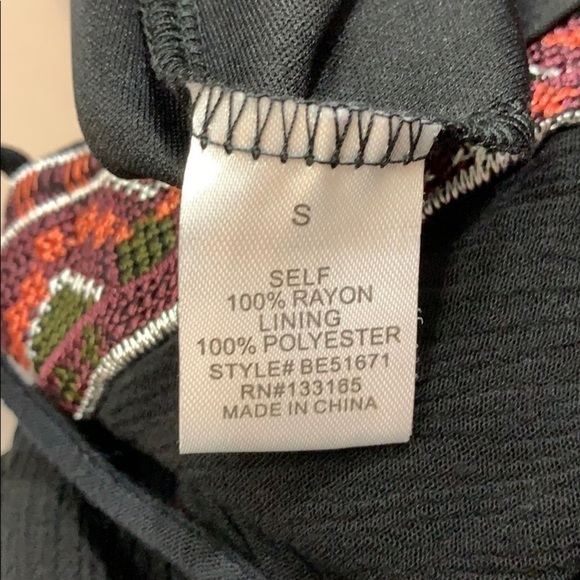 S
SELF
100% RAYON
LINING
100% POLYESTER
STYLE# BE51671
RN#133165
MADE IN CHINA